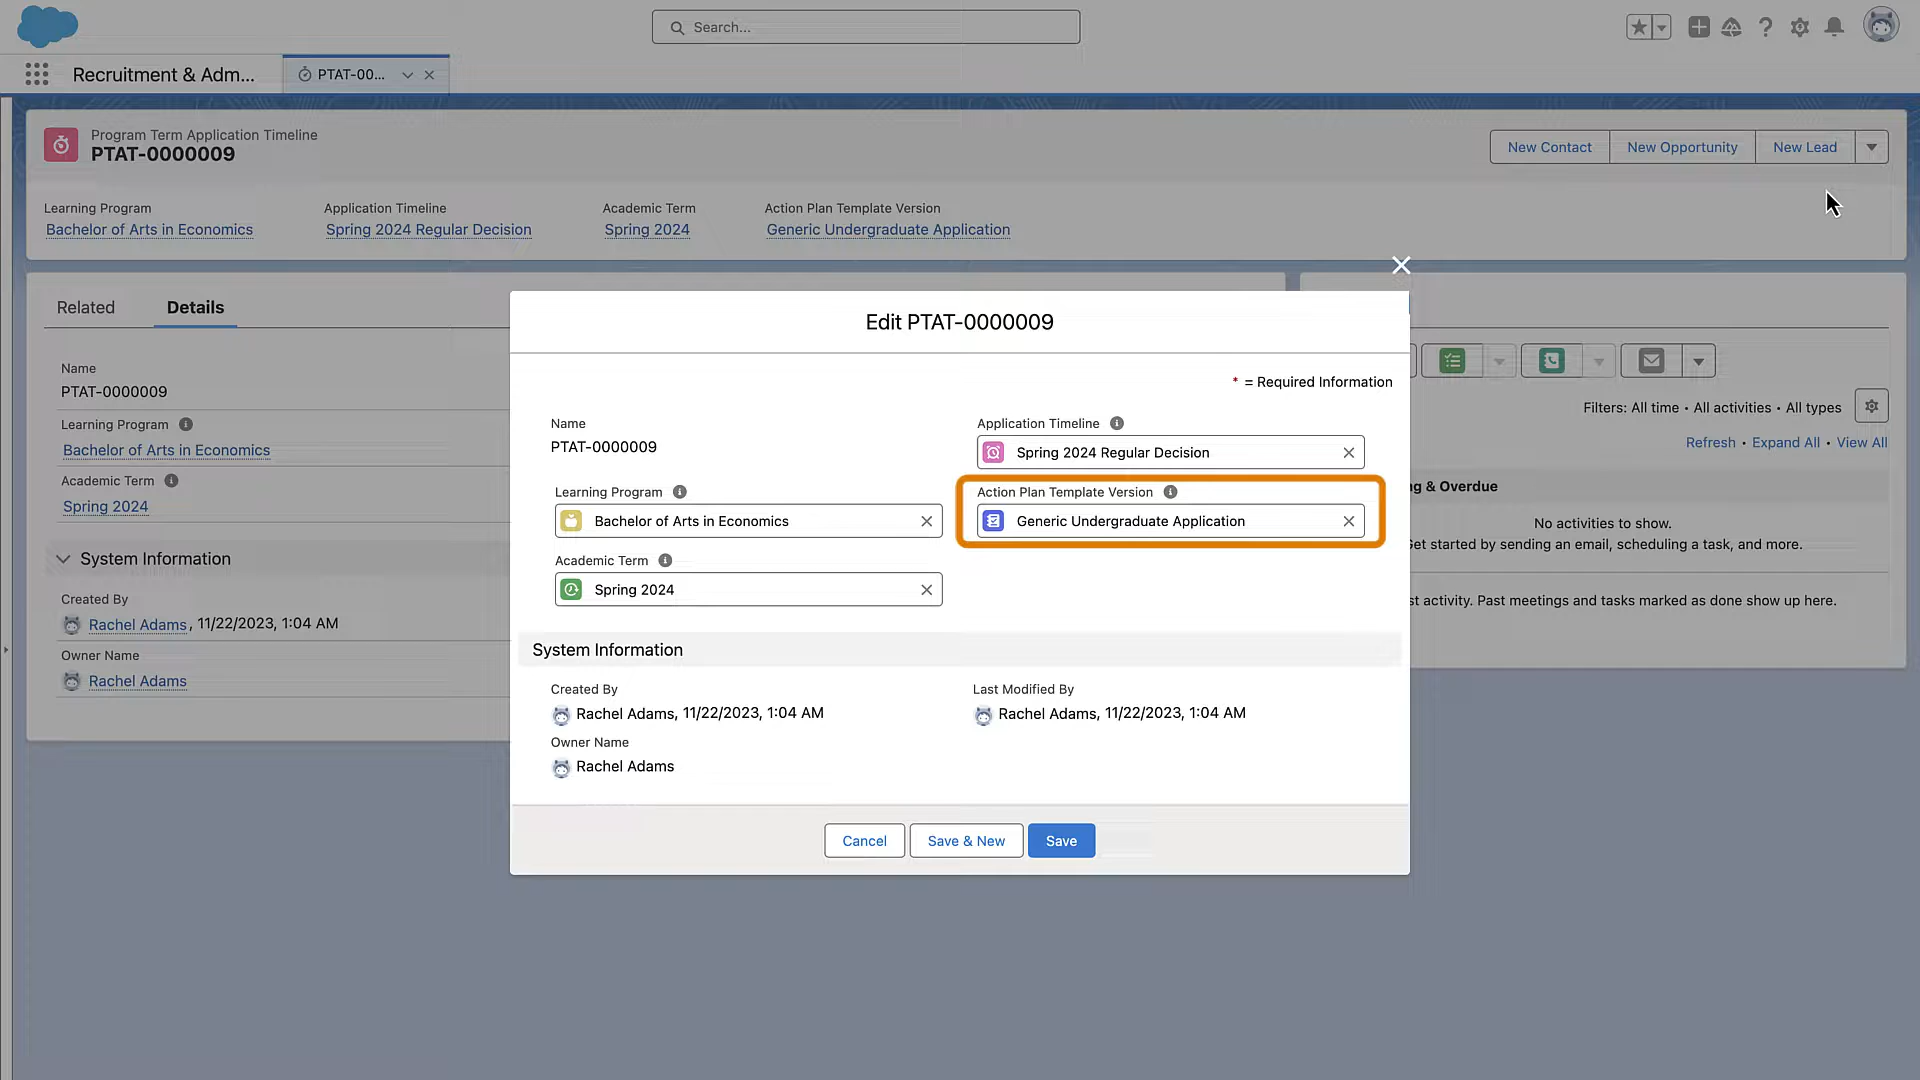 Search...
Recruitment & Adm...
PTAT-00...
Program Term Application Timeline
PTAT-0000009
New Contact
New Opportunity
New Lead
Learning Program
Application Timeline
Academic Term
Action Plan Template Version
Bachelor of Arts in Economics
Spring 2024 Regular Decision
Spring 2024
Generic Undergraduate Application
Related
Details
Name
PTAT-0000009
Learning Program
Bachelor of Arts in Economics
Academic Term
Spring 2024
System Information
Created By
Rachel Adams, 11/22/2023, 1:04 AM
Owner Name
Rachel Adams
Edit PTAT-0000009
* = Required Information
Name
PTAT-0000009
Application Timeline
Spring 2024 Regular Decision
Learning Program
Bachelor of Arts in Economics
Action Plan Template Version
Generic Undergraduate Application
Academic Term
Spring 2024
System Information
Created By
Rachel Adams, 11/22/2023, 1:04 AM
Last Modified By
Rachel Adams, 11/22/2023, 1:04 AM
Owner Name
Rachel Adams
Cancel
Save & New
Save
Filters: All time • All activities • All types
Refresh • Expand All • View All
& Overdue
No activities to show.
Get started by sending an email, scheduling a task, and more.
activity. Past meetings and tasks marked as done show up here.